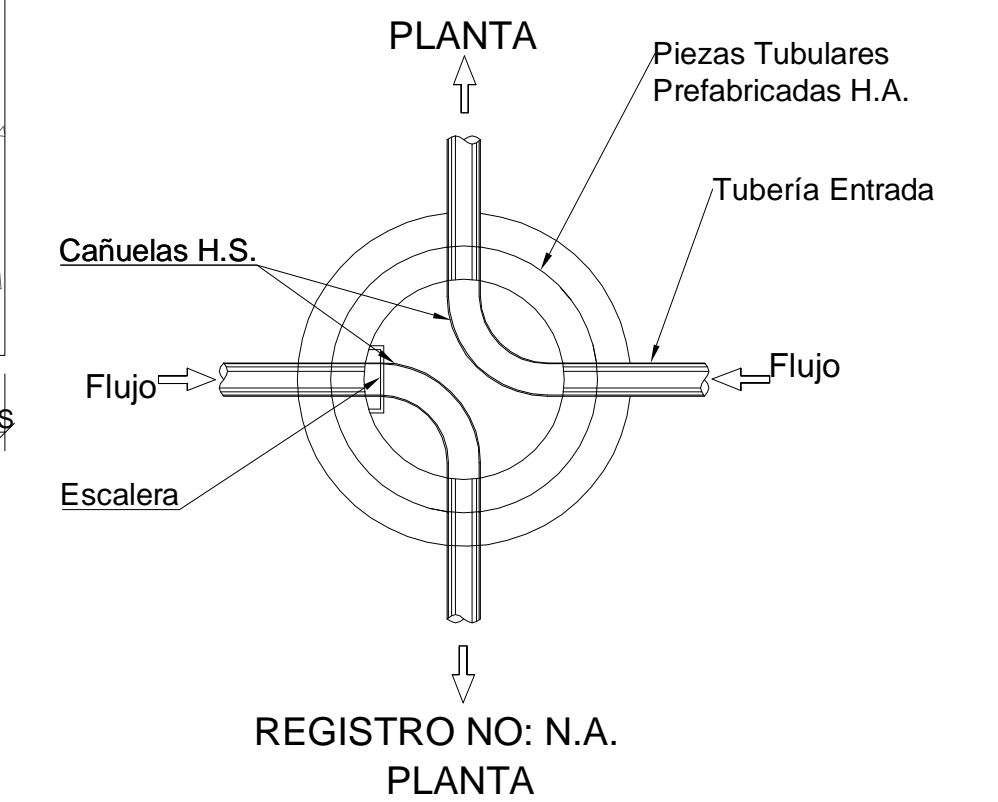 PLANTA
Piezas Tubulares
Prefabricadas H.A.
Tubería Entrada
Cañuelas H.S.
Flujo
Flujo
S
Escalera
REGISTRO NO: N.A.
PLANTA